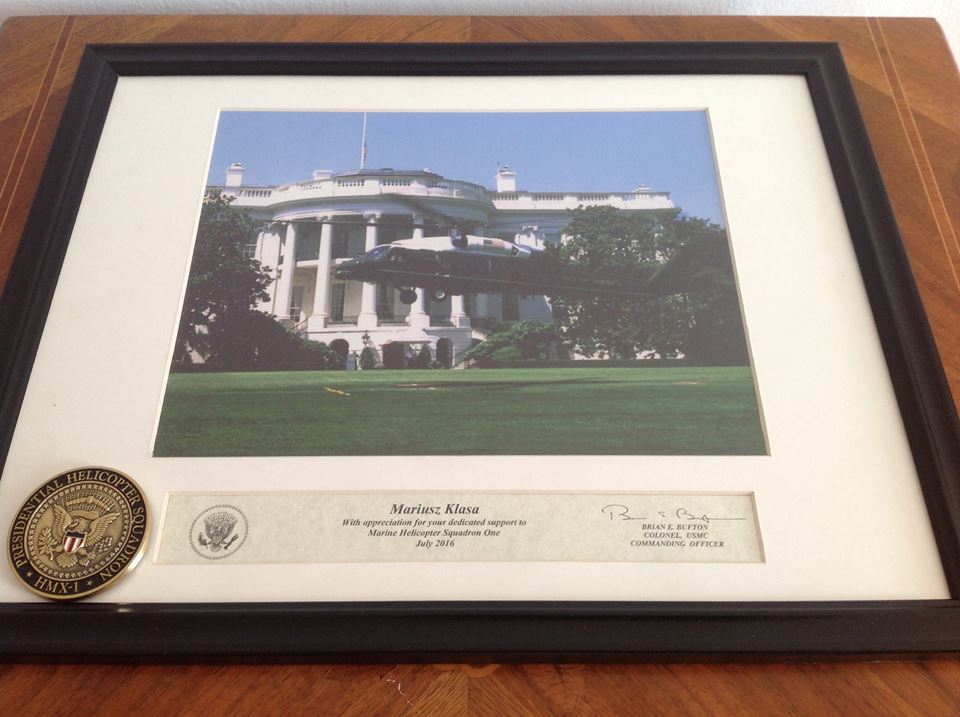 Mariusz Klasa
With appreciation for your dedicated support to
Marine Helicopter Squadron One
July 2016
BRIAN E. BUFTON
COLONEL, USMC
COMMANDING OFFICER
PRESIDENTIAL HELICOPTER SQUADRON
★ HMX-1 ★